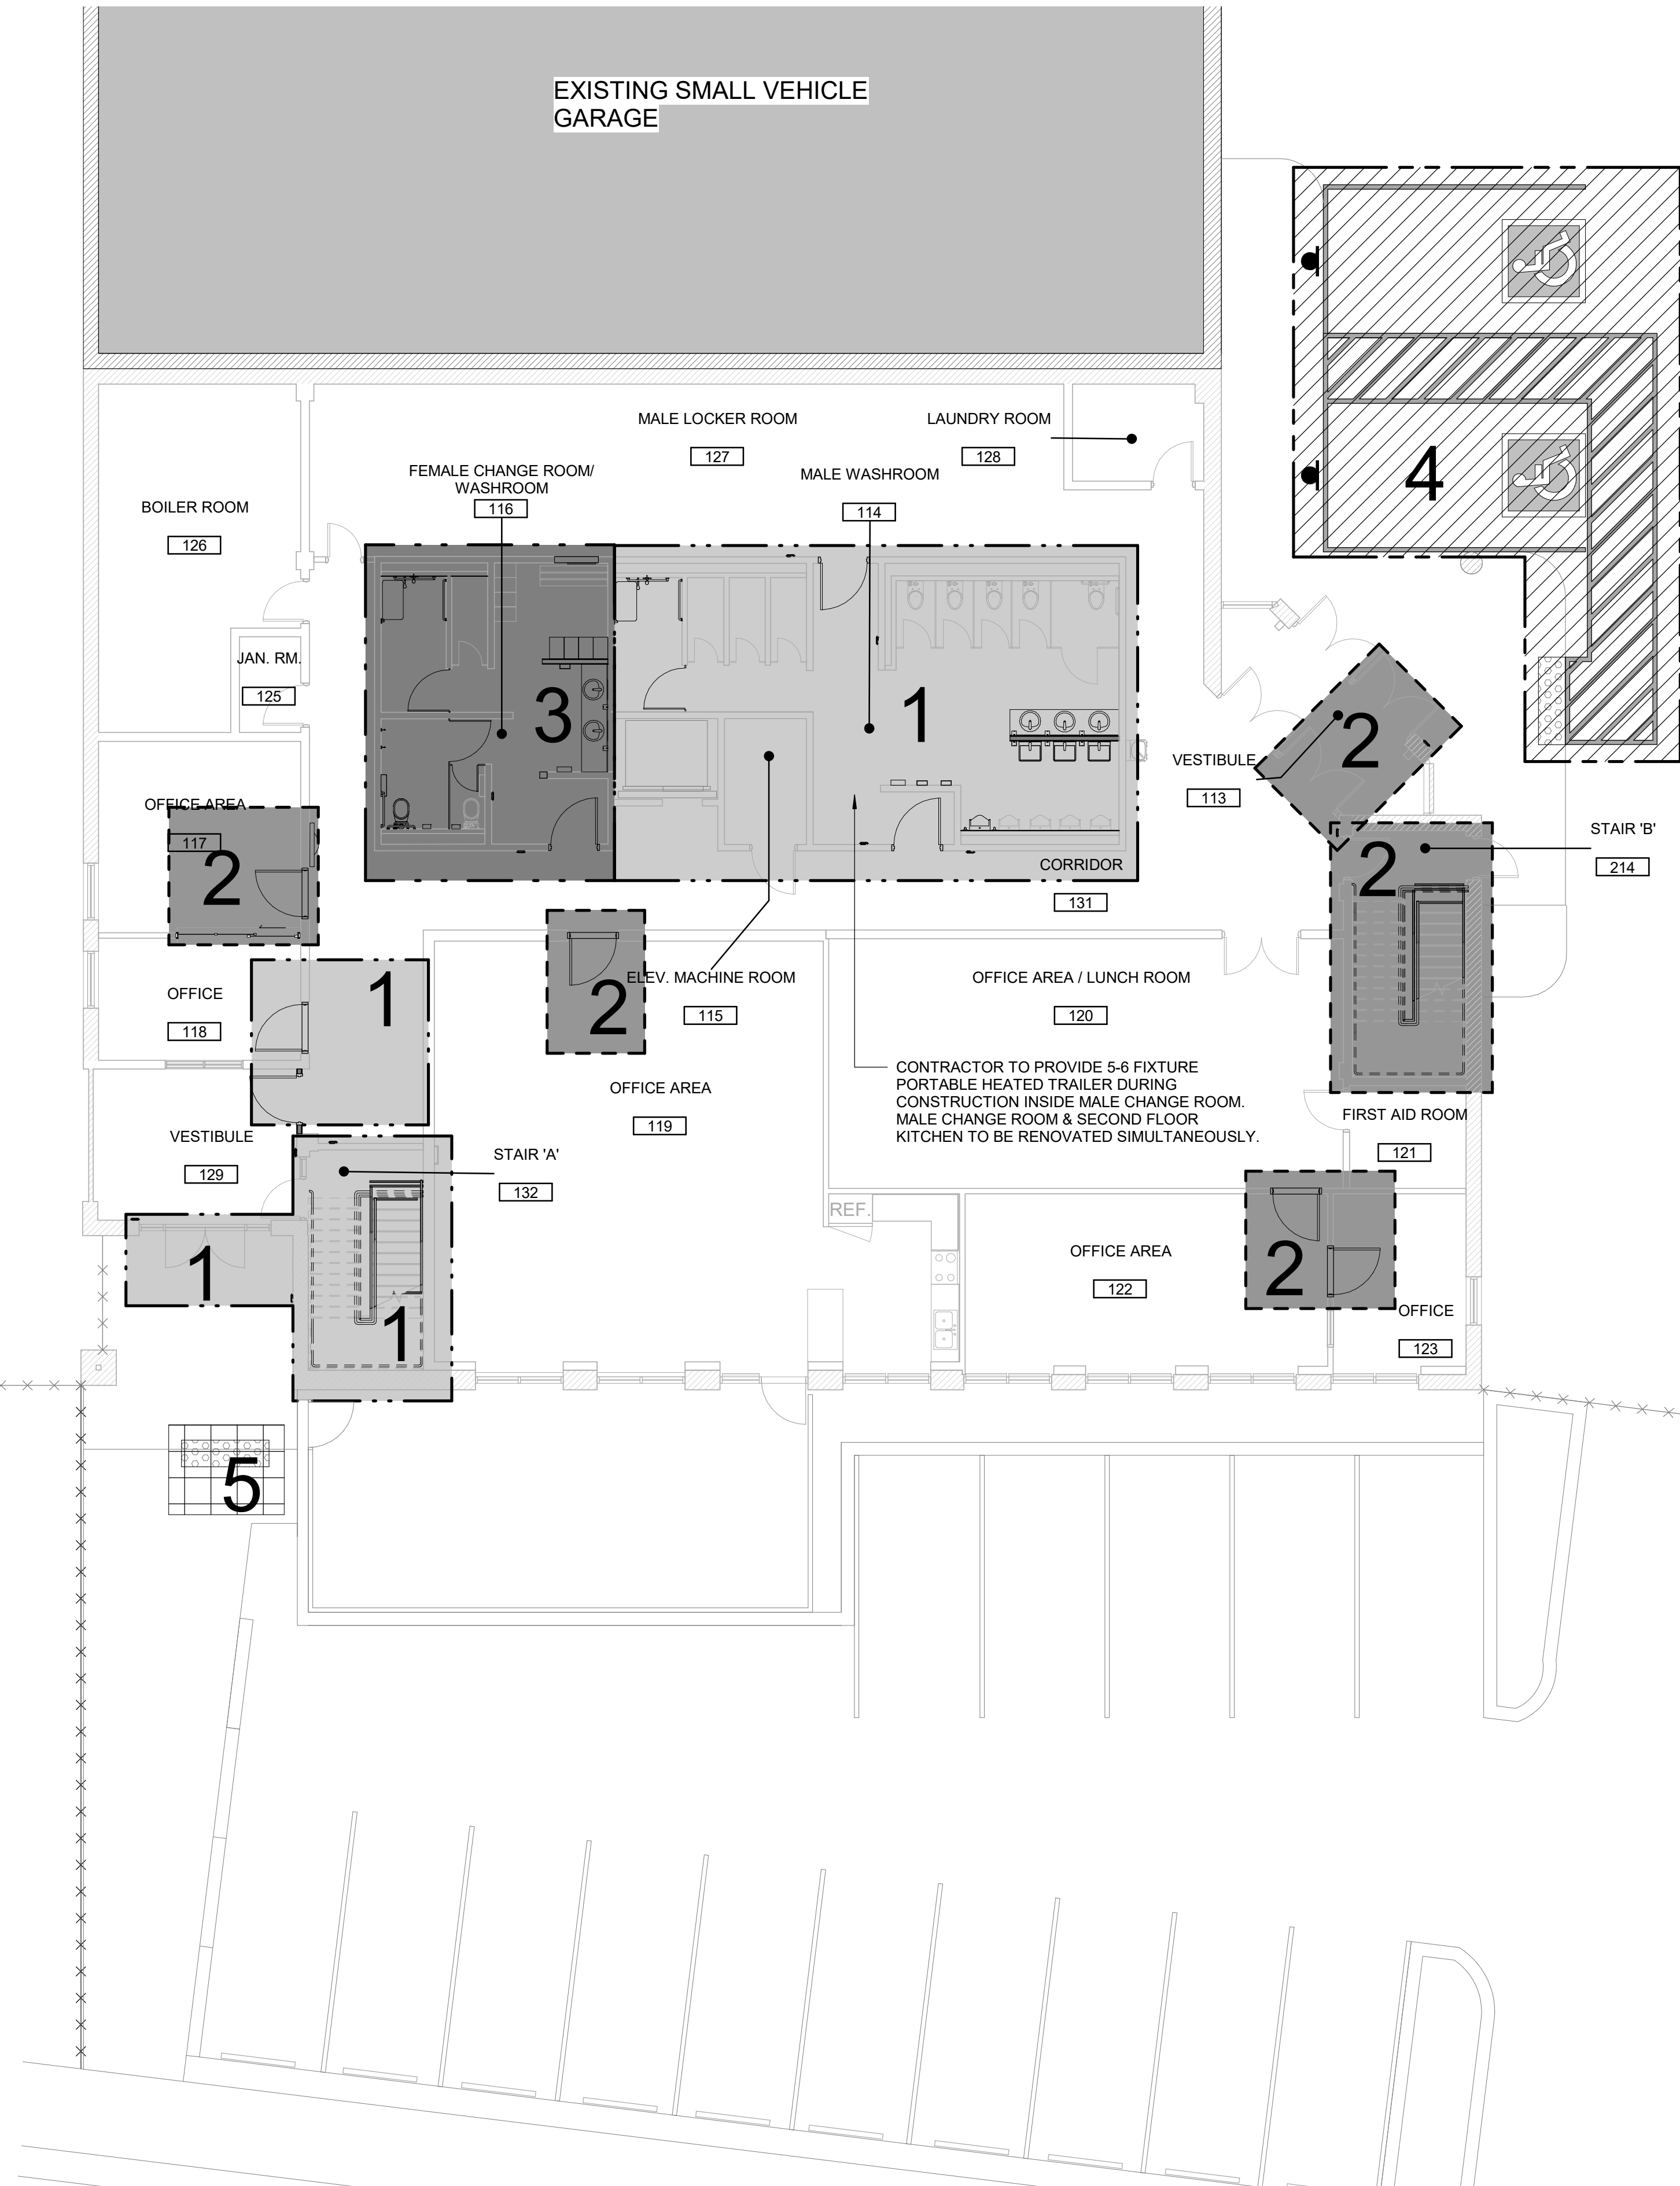 EXISTING SMALL VEHICLE
GARAGE
MALE LOCKER ROOM
127
LAUNDRY ROOM
128
FEMALE CHANGE ROOM/
WASHROOM
116
MALE WASHROOM
114
BOILER ROOM
126
4
JAN. RM.
125
3
1
2
VESTIBULE
113
OFFICE AREA
117
2
STAIR 'B'
214
2
CORRIDOR
131
OFFICE
118
1
2
ELEV. MACHINE ROOM
115
OFFICE AREA / LUNCH ROOM
120
CONTRACTOR TO PROVIDE 5-6 FIXTURE
PORTABLE HEATED TRAILER DURING
CONSTRUCTION INSIDE MALE CHANGE ROOM.
MALE CHANGE ROOM & SECOND FLOOR
KITCHEN TO BE RENOVATED SIMULTANEOUSLY.
OFFICE AREA
119
FIRST AID ROOM
121
VESTIBULE
129
STAIR 'A'
132
REF.
1
1
OFFICE AREA
122
2
OFFICE
123
5